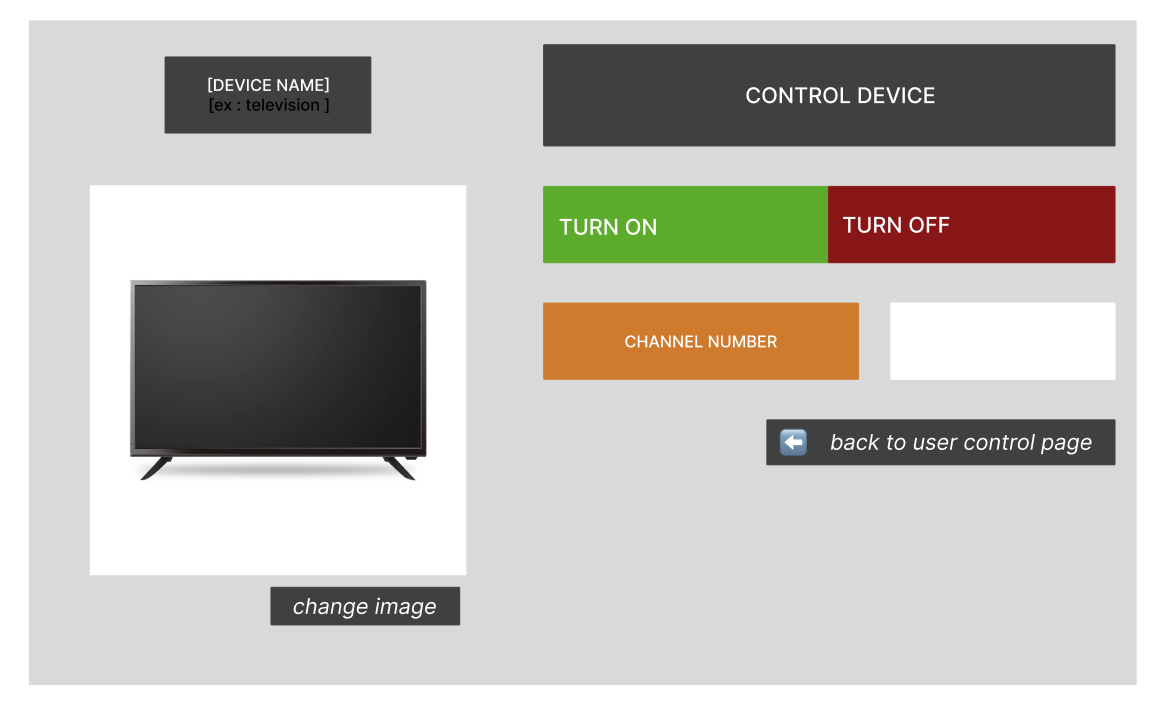 [DEVICE NAME]
[ex : television ]
CONTROL DEVICE
TURN ON
TURN OFF
CHANNEL NUMBER
back to user control page
change image